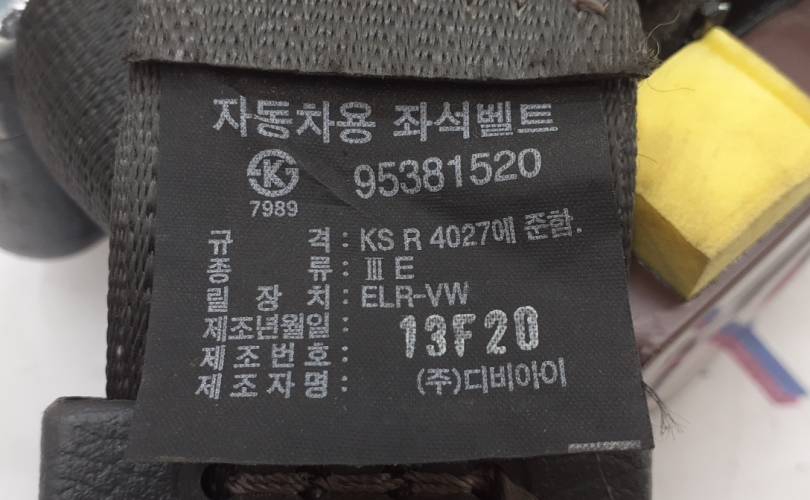 자동차용 좌석벨트
95381520
7989
규 격 : KS R 4027에 준함.
종 류 : Ⅲ E
릴 장 치 : ELR-VW
제조년월일 :
13F20
제 조 번 호 :
제 조 자 명 : (주)디비아이